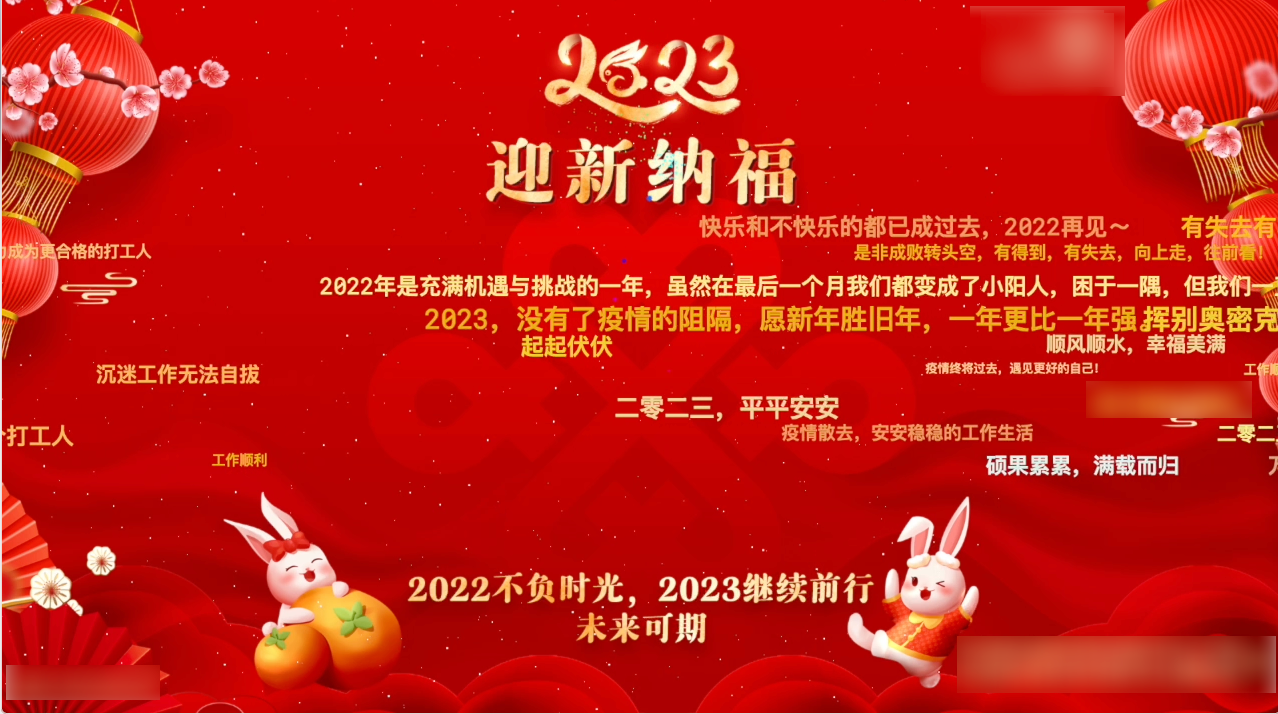 2023
迎新纳福
快乐和不快乐的都已成过去，2022再见～
有失去有
成为更合格的打工人
是非成败转头空，有得到，有失去，向上走，往前看！
2022年是充满机遇与挑战的一年，虽然在最后一个月我们都变成了小阳人，困于一隅，但我们一
2023，没有了疫情的阻隔，愿新年胜旧年，一年更比一年强
挥别奥密克
起起伏伏
顺风顺水，幸福美满
疫情终将过去，遇见更好的自己！
工作顺
沉迷工作无法自拔
二零二三，平平安安
打工人
疫情散去，安安稳稳的工作生活
二零二
工作顺利
硕果累累，满载而归
2022不负时光，2023继续前行
未来可期